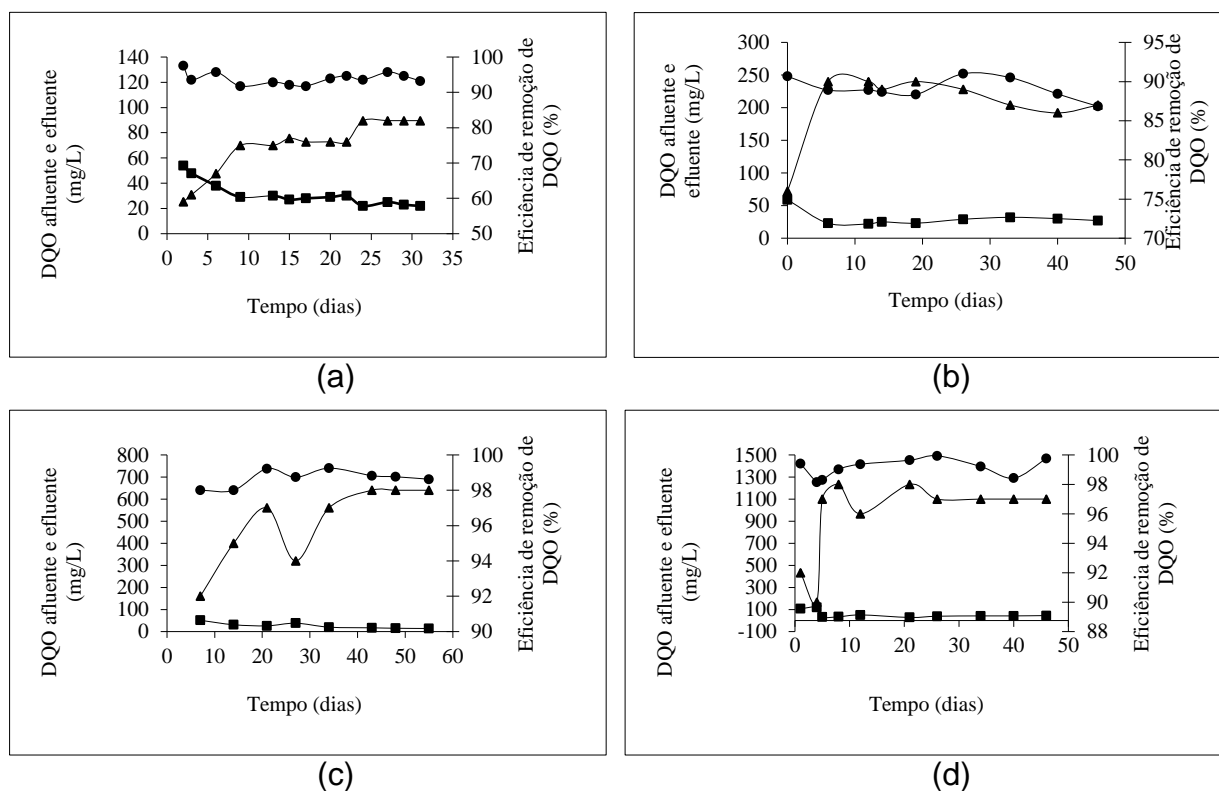 DQO afluente e efluente
(mg/L)
140
120
100
80
60
40
20
0
0 5 10 15 20 25 30 35
Tempo (dias)
100
90
80
70
60
50
Eficiência de remoção de
DQO (%)
(a)
DQO afluente e
efluente (mg/L)
300
250
200
150
100
50
0
0 10 20 30 40 50
Tempo (dias)
95
90
85
80
75
70
Eficiência de remoção de
DQO (%)
(b)
DQO afluente e efluente
(mg/L)
800
700
600
500
400
300
200
100
0
0 10 20 30 40 50 60
Tempo (dias)
100
98
96
94
92
90
Eficiência de remoção de
DQO (%)
(c)
DQO afluente e efluente
(mg/L)
1500
1300
1100
900
700
500
300
100
-100
0 10 20 30 40 50
Tempo (dias)
100
98
96
94
92
90
88
Eficiência de remoção de
DQO (%)
(d)